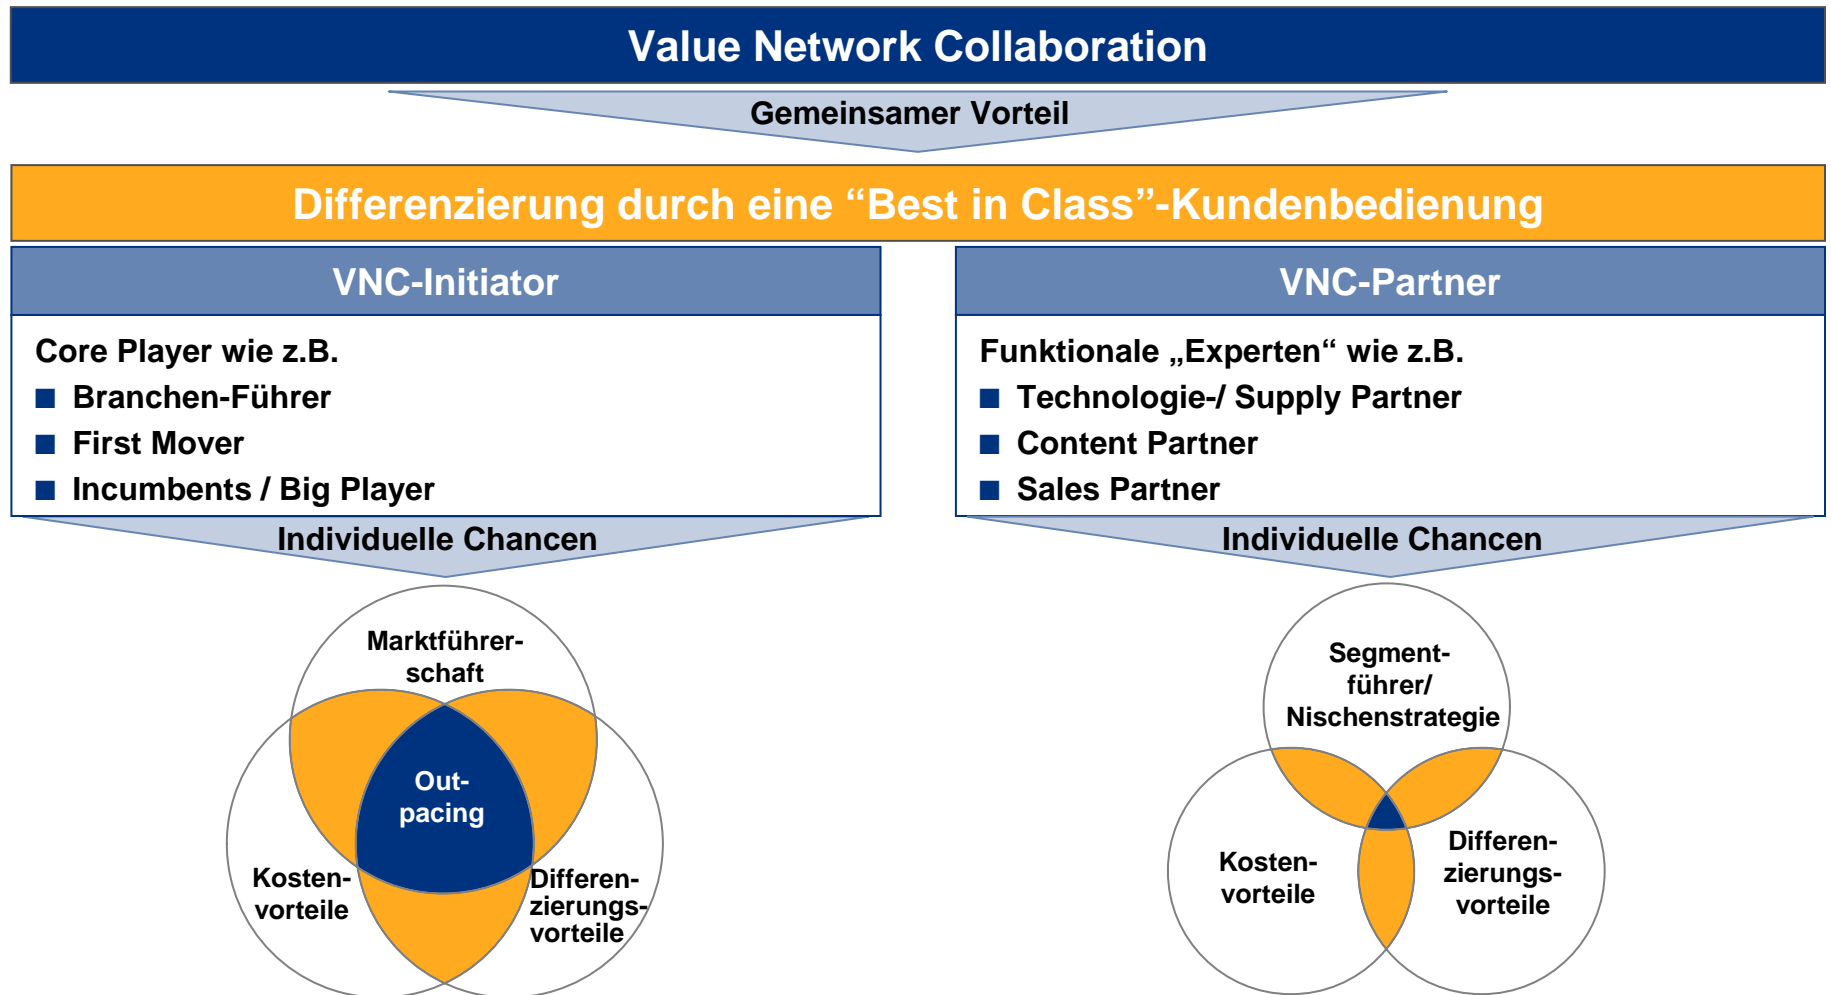 Value Network Collaboration
Gemeinsamer Vorteil
Differenzierung durch eine “Best in Class”-Kundenbedienung
VNC-Initiator
Core Player wie z.B.
Branchen-Führer
First Mover
Incumbents / Big Player
Individuelle Chancen
Marktführer-
schaft
Out-
pacing
Kosten-
vorteile
Differen-
zierungs-
vorteile
VNC-Partner
Funktionale „Experten“ wie z.B.
Technologie-/ Supply Partner
Content Partner
Sales Partner
Individuelle Chancen
Segment-
führer/
Nischenstrategie
Kosten-
vorteile
Differen-
zierungs-
vorteile